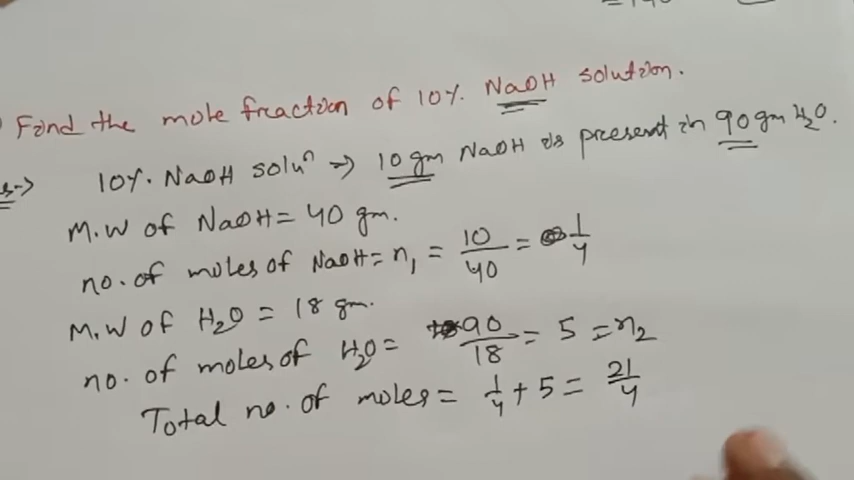 Find the mole fraction of 10%. NaOH solution.
10%. NaOH soluⁿ => 10 gm NaOH is present in 90 gm H₂O.
M.W of NaOH = 40 gm.
no. of moles of NaOH = n₁ = 10/40 = 1/4
M.W of H₂O = 18 gm.
no. of moles of H₂O = 90/18 = 5 = n₂
Total no. of moles = 1/4 + 5 = 21/4